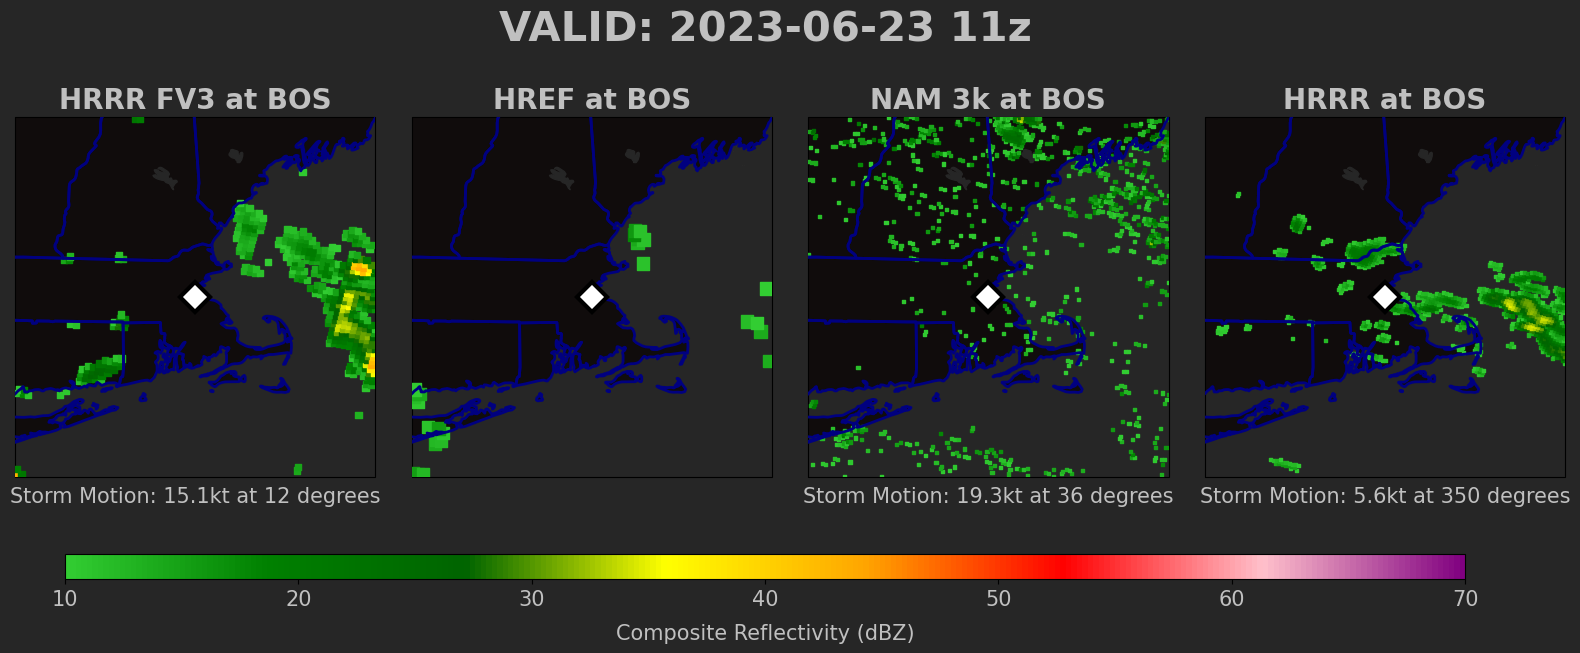 VALID: 2023-06-23 11z
HRRR FV3 at BOS
HREF at BOS
NAM 3k at BOS
HRRR at BOS
Storm Motion: 15.1kt at 12 degrees
Storm Motion: 19.3kt at 36 degrees
Storm Motion: 5.6kt at 350 degrees
10 20 30 40 50 60 70
Composite Reflectivity (dBZ)